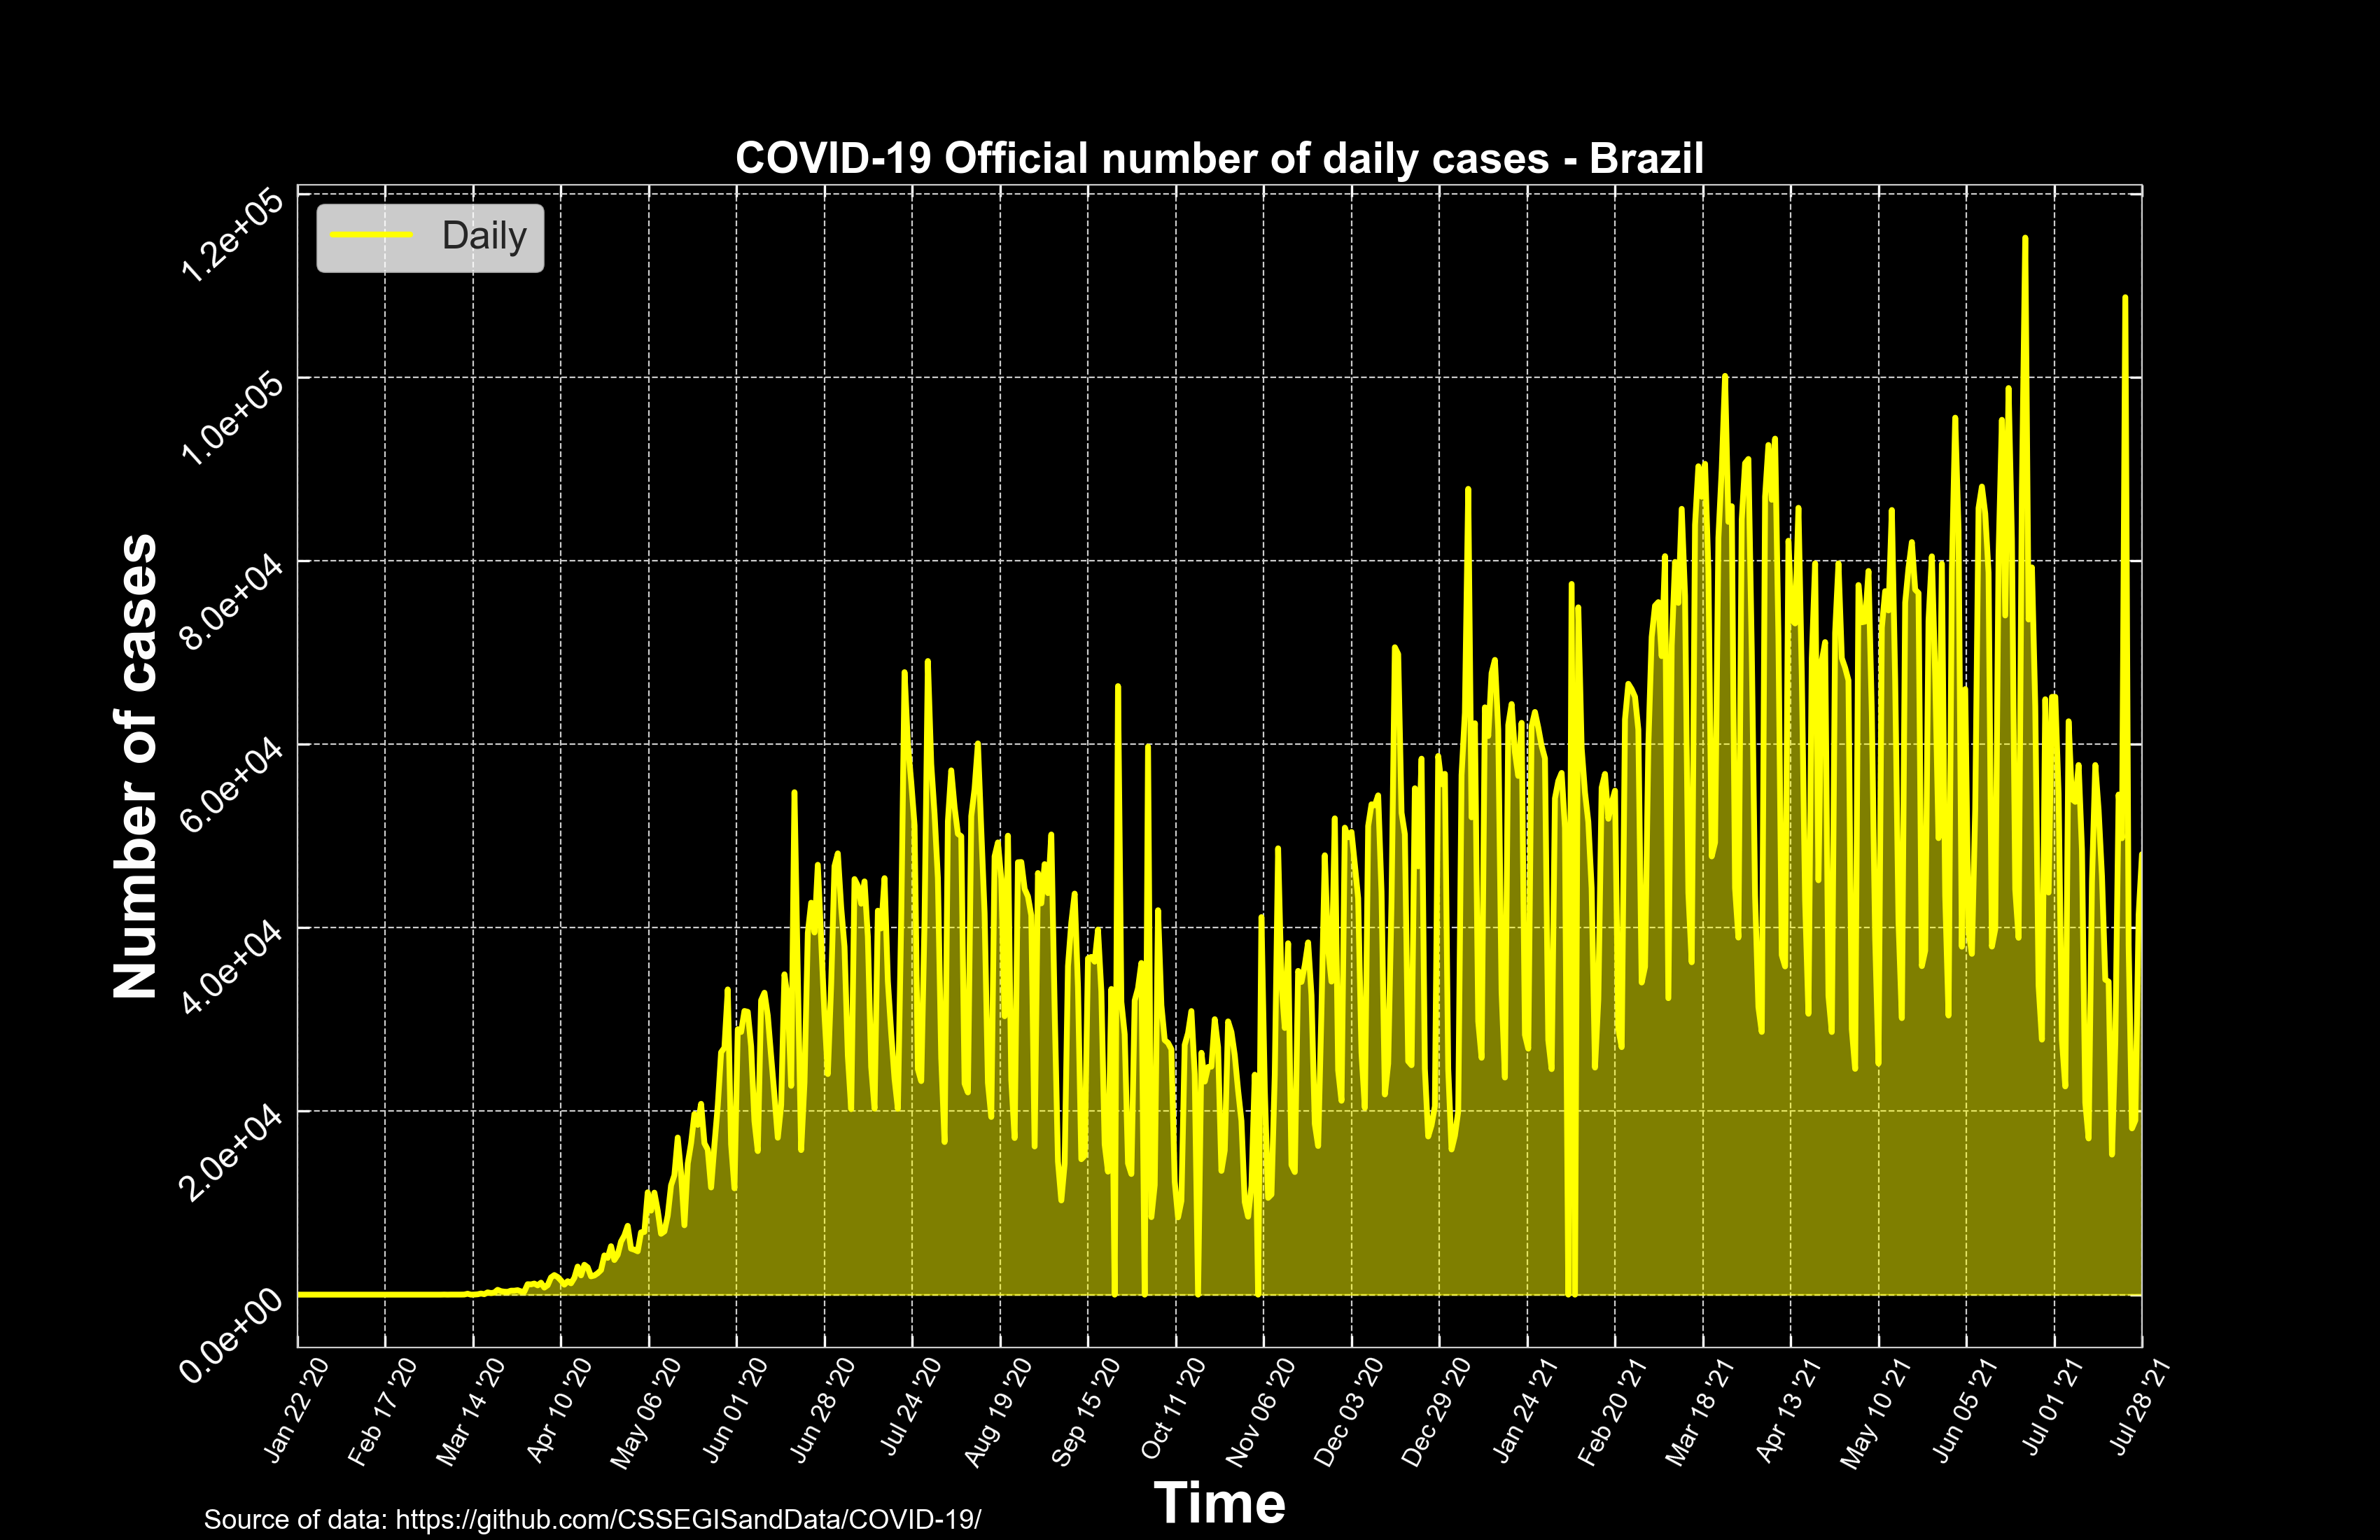 COVID-19 Official number of daily cases - Brazil
Daily
Number of cases
1.2e+05
1.0e+05
8.0e+04
6.0e+04
4.0e+04
2.0e+04
0.0e+00
Jan 22 '20
Feb 17 '20
Mar 14 '20
Apr 10 '20
May 06 '20
Jun 01 '20
Jun 28 '20
Jul 24 '20
Aug 19 '20
Sep 15 '20
Oct 11 '20
Nov 06 '20
Dec 03 '20
Dec 29 '20
Jan 24 '21
Feb 20 '21
Mar 18 '21
Apr 13 '21
May 10 '21
Jun 05 '21
Jul 01 '21
Jul 28 '21
Time
Source of data: https://github.com/CSSEGISandData/COVID-19/